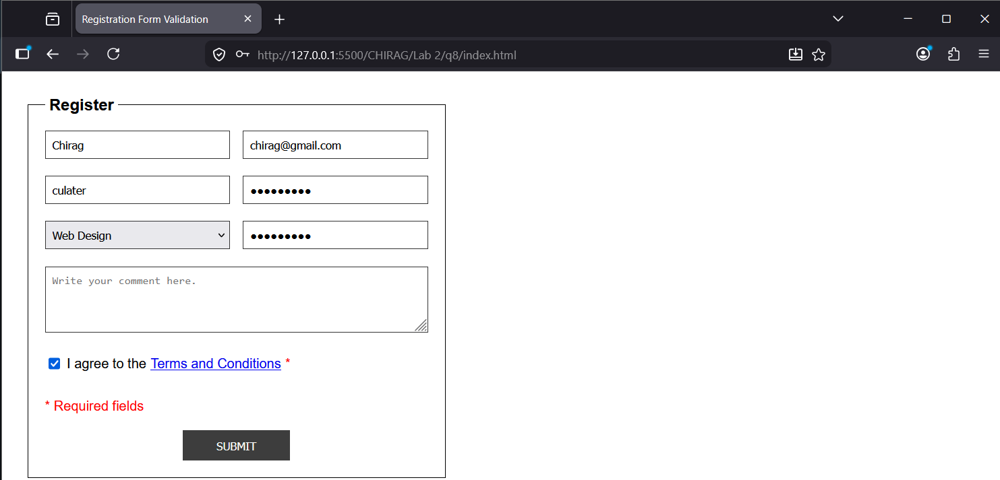 Registration Form Validation
http://127.0.0.1:5500/CHIRAG/Lab 2/q8/index.html
Register
Chirag chirag@gmail.com
culater •••••••••
Web Design •••••••••
Write your comment here.
I agree to the Terms and Conditions *
* Required fields
SUBMIT